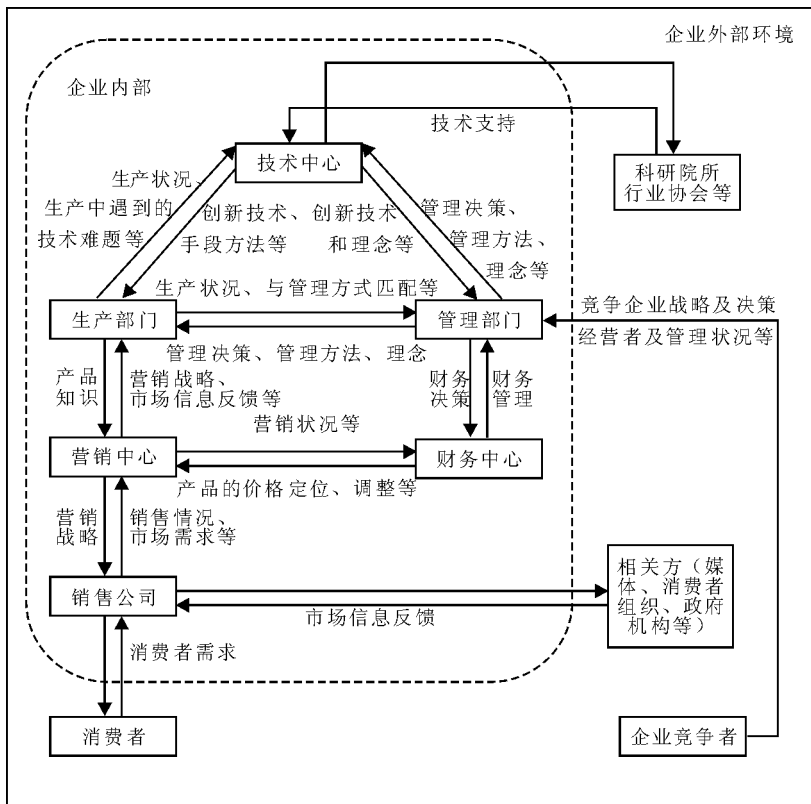 企业外部环境
企业内部
技术支持
技术中心
科研院所
行业协会等
生产状况、
生产中遇到的
技术难题等
创新技术、
手段方法等
创新技术
和理念等
管理决策、
管理方法、
理念等
生产状况、与管理方式匹配等
生产部门
管理部门
竞争企业战略及决策
经营者及管理状况等
管理决策、管理方法、理念
产品
知识
营销战略、
市场信息反馈等
财务
决策
财务
管理
营销状况等
营销中心
财务中心
产品的价格定位、调整等
营销
战略
销售情况、
市场需求等
销售公司
相关方（媒
体、消费者
组织、政府
机构等）
市场信息反馈
消费者需求
消费者
企业竞争者